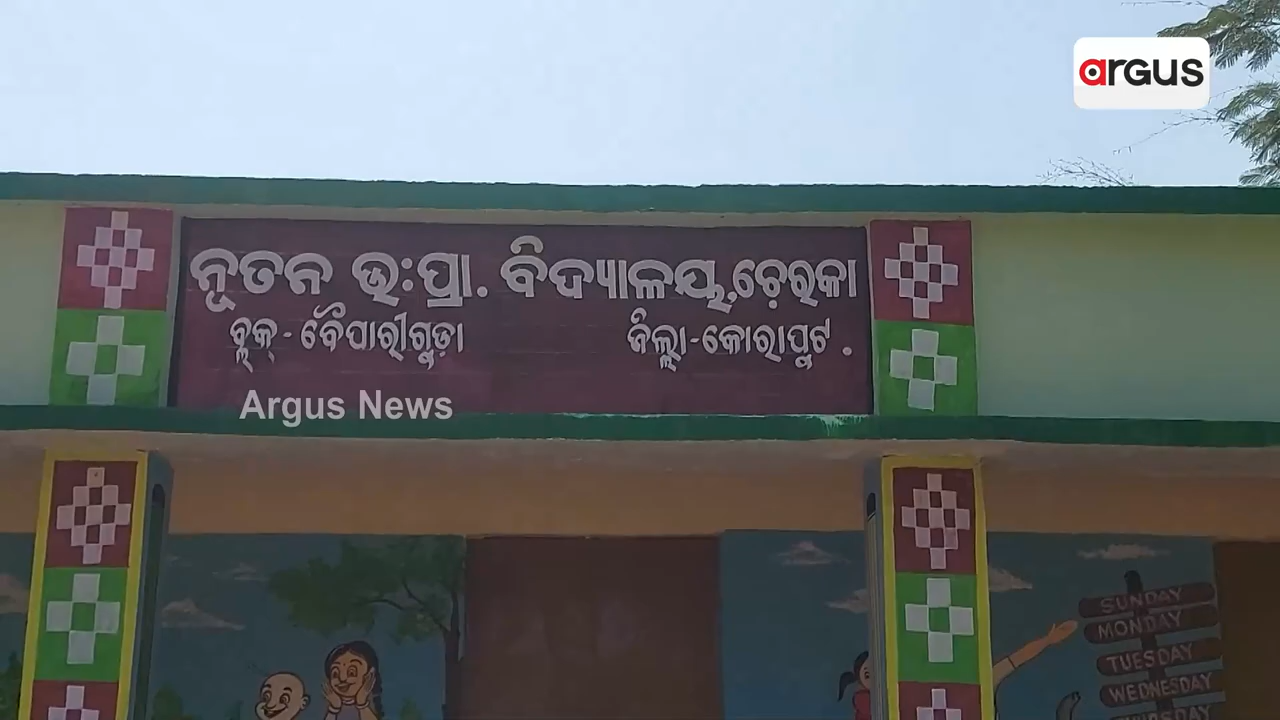 argus
ନୂତନ ଉଃପ୍ରା. ବିଦ୍ୟାଳୟ, ଚେରକା
ବ୍ଲକ୍ - ବୈପାରୀଗୁଡ଼ା ଜିଲ୍ଲା - କୋରାପୁଟ .
Argus News
SUNDAY
MONDAY
TUESDAY
WEDNESDAY